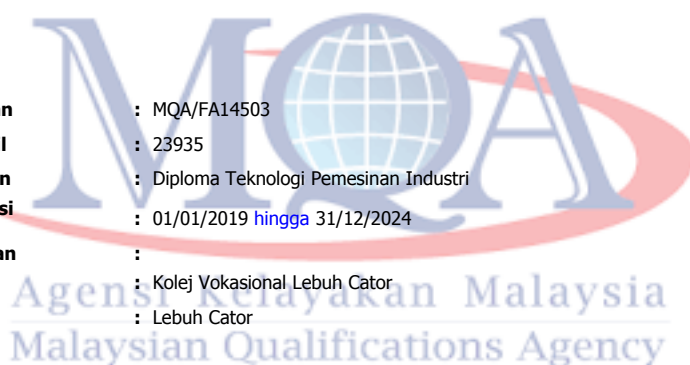 MQA
an : MQA/FA14503
l : 23935
n : Diploma Teknologi Pemesinan Industri
si : 01/01/2019 hingga 31/12/2024
an :
: Kolej Vokasional Lebuh Cator
: Lebuh Cator
Agensi Kelayakan Malaysia
Malaysian Qualifications Agency